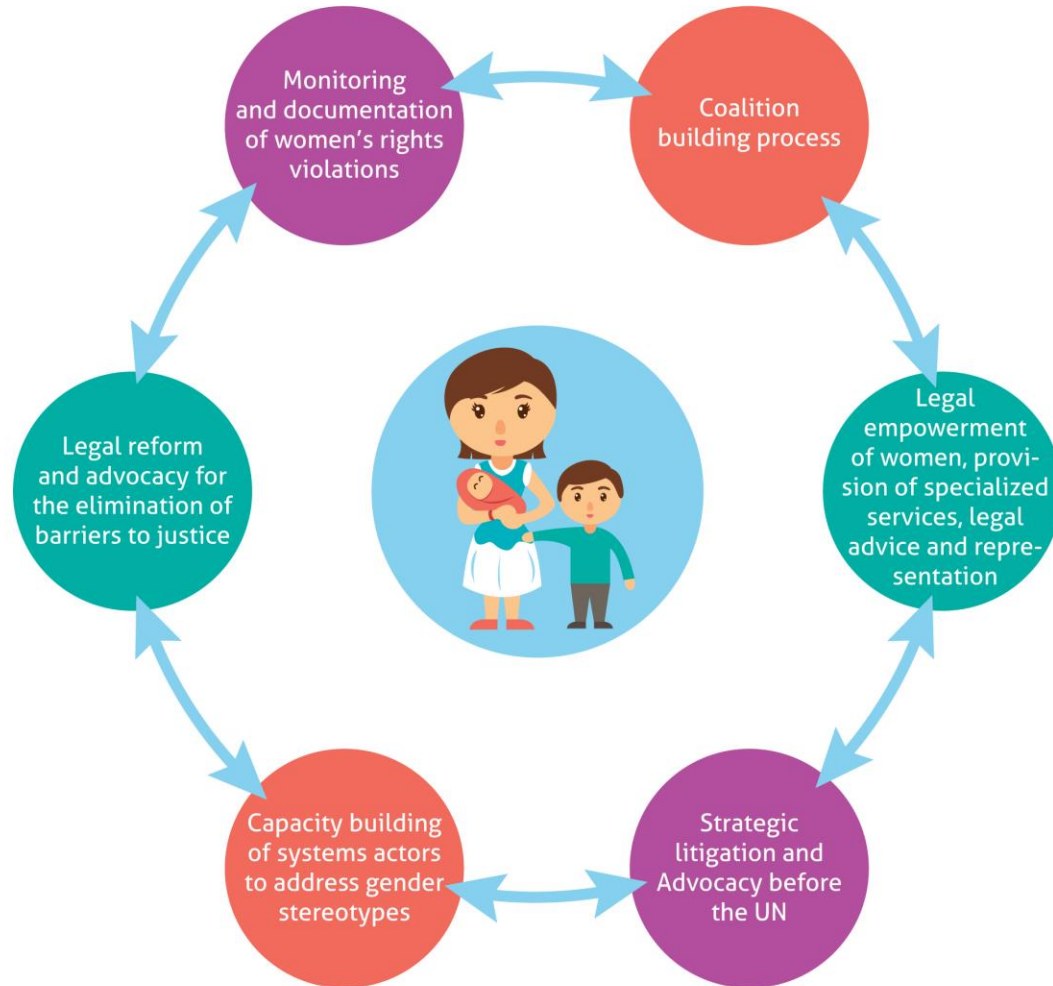 Monitoring
and documentation
of women's rights
violations
Coalition
building process
Legal reform
and advocacy for
the elimination of
barriers to justice
Legal
empowerment
of women, provi-
sion of specialized
services, legal
advice and repre-
sentation
Capacity building
of systems actors
to address gender
stereotypes
Strategic
litigation and
Advocacy before
the UN